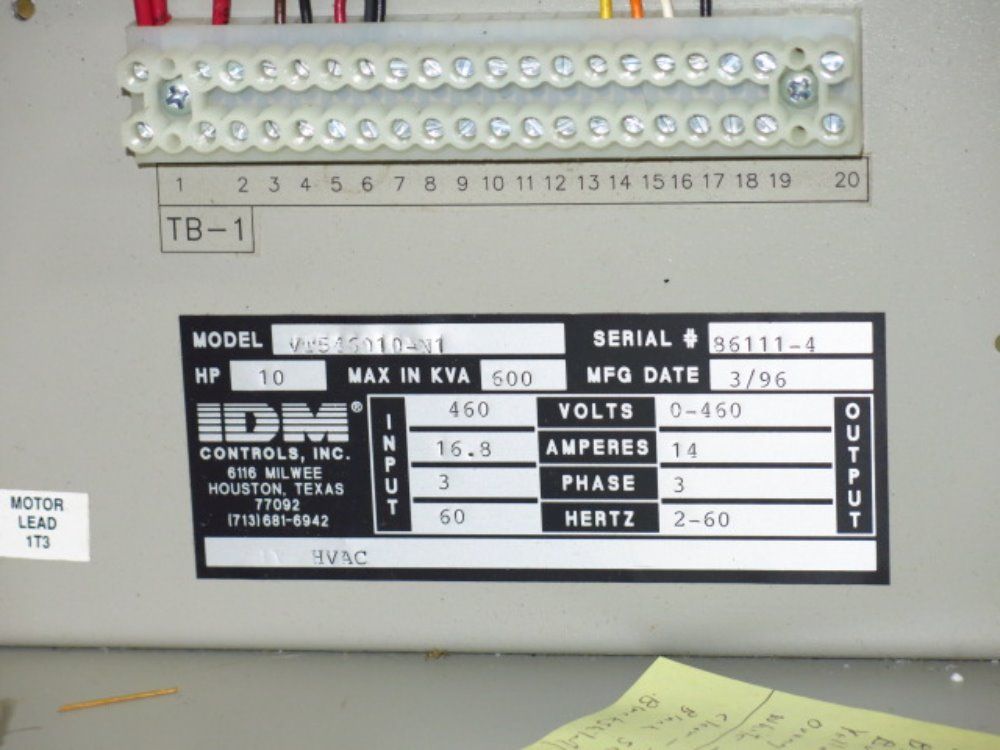 1 2 3 4 5 6 7 8 9 10 11 12 13 14 15 16 17 18 19 20
TB-1
MODEL
SERIAL # 86111-4
HP 10 MAX IN KVA 600 MFG DATE 3/96
IDM®
CONTROLS, INC.
6116 MILWEE
HOUSTON, TEXAS
77092
(713) 681-6942
INPUT
460 VOLTS 0-460
16.8 AMPERES 14
3 PHASE 3
60 HERTZ 2-60
OUTPUT
HVAC
MOTOR
LEAD
1T3